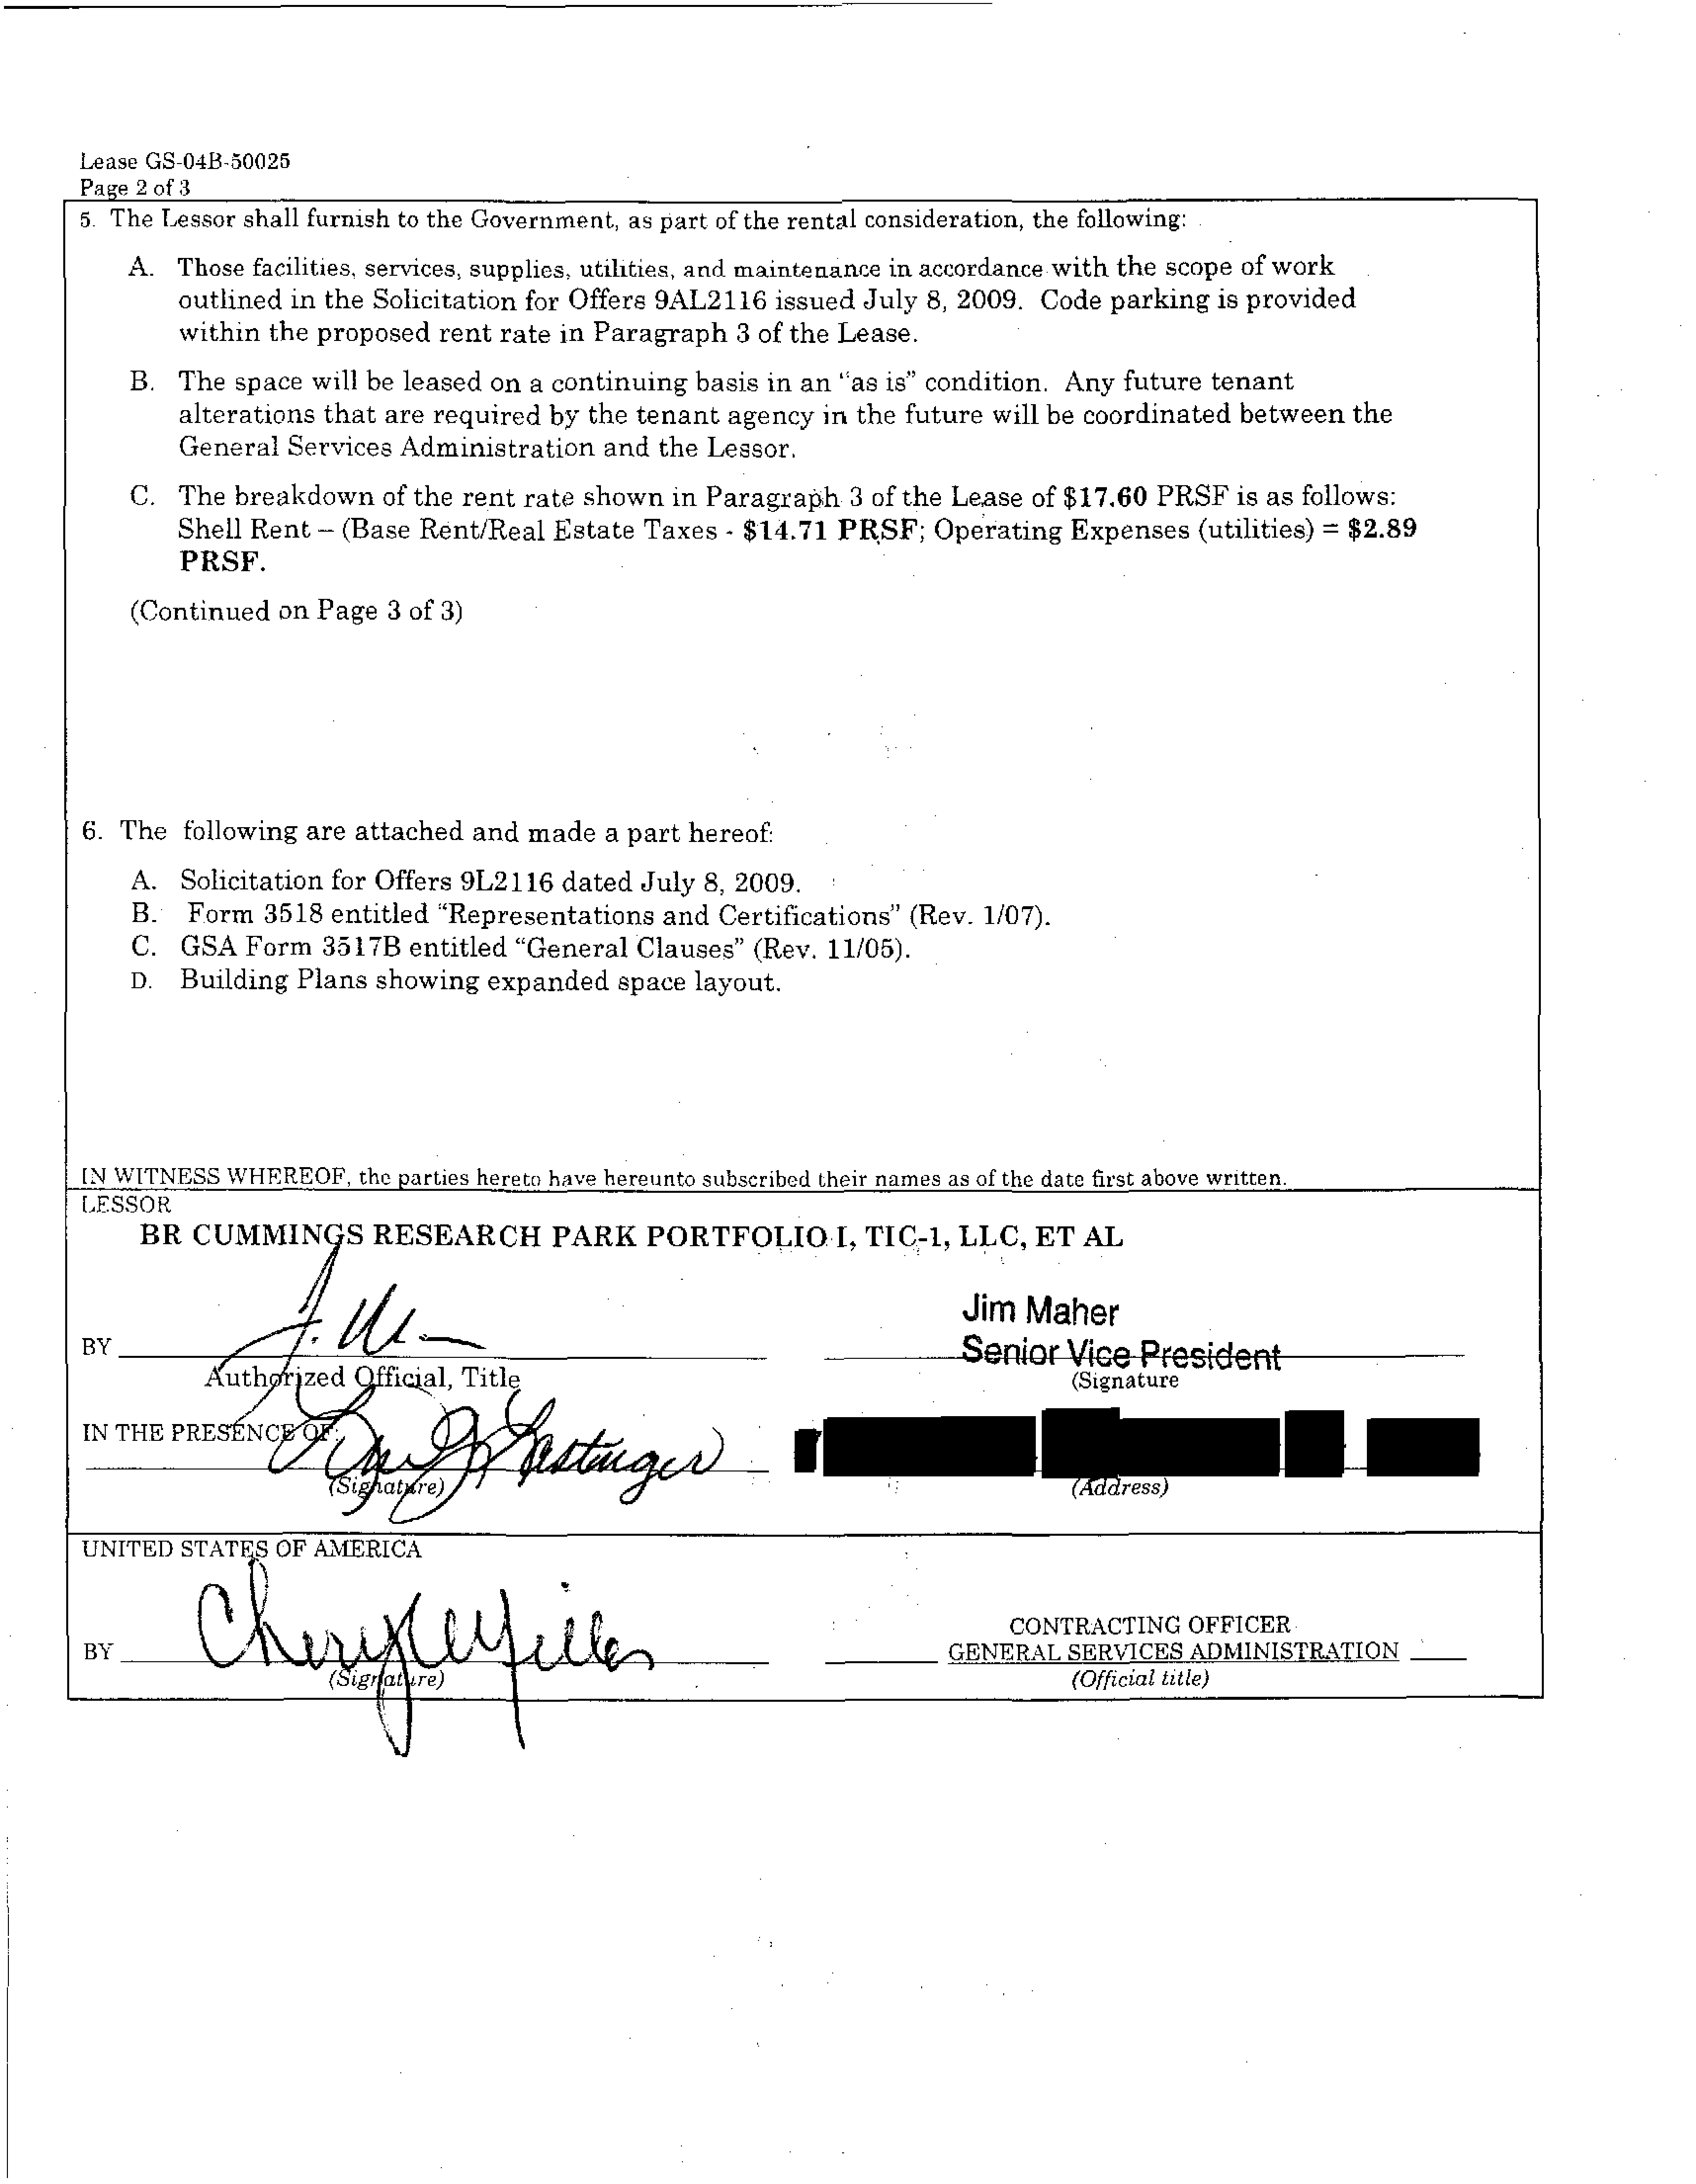 Lease GS-04B-50025
Page 2 of 3
5. The Lessor shall furnish to the Government, as part of the rental consideration, the following:
A. Those facilities, services, supplies, utilities, and maintenance in accordance with the scope of work
outlined in the Solicitation for Offers 9AL2116 issued July 8, 2009. Code parking is provided
within the proposed rent rate in Paragraph 3 of the Lease.
B. The space will be leased on a continuing basis in an "as is" condition. Any future tenant
alterations that are required by the tenant agency in the future will be coordinated between the
General Services Administration and the Lessor.
C. The breakdown of the rent rate shown in Paragraph 3 of the Lease of $17.60 PRSF is as follows:
Shell Rent – (Base Rent/Real Estate Taxes - $14.71 PRSF; Operating Expenses (utilities) = $2.89
PRSF.
(Continued on Page 3 of 3)
6. The following are attached and made a part hereof:
A. Solicitation for Offers 9L2116 dated July 8, 2009.
B. Form 3518 entitled "Representations and Certifications" (Rev. 1/07).
C. GSA Form 3517B entitled "General Clauses" (Rev. 11/05).
D. Building Plans showing expanded space layout.
IN WITNESS WHEREOF, the parties hereto have hereunto subscribed their names as of the date first above written.
LESSOR
BR CUMMINGS RESEARCH PARK PORTFOLIO I, TIC-1, LLC, ET AL
Jim Maher
BY Senior Vice President
Authorized Official, Title (Signature
IN THE PRESENCE OF:
(Signature) (Address)
UNITED STATES OF AMERICA
CONTRACTING OFFICER
BY GENERAL SERVICES ADMINISTRATION
(Signature) (Official title)